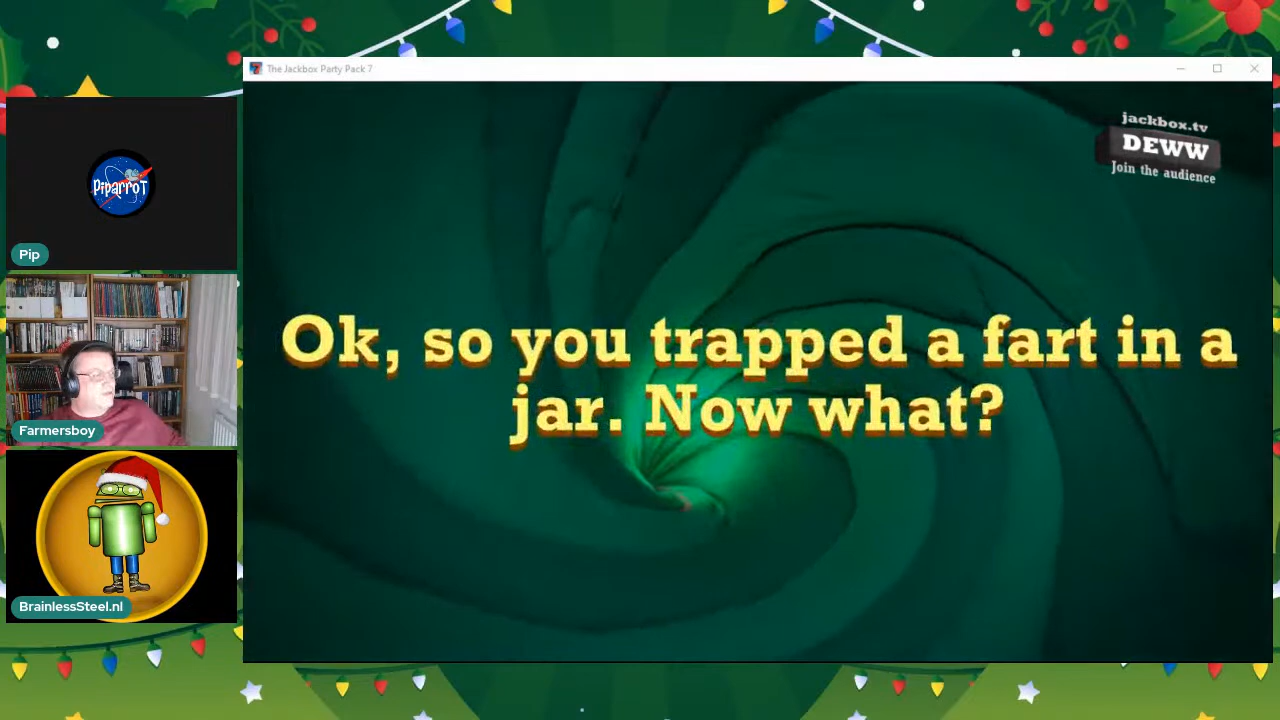 The Jackbox Party Pack 7
jackbox.tv
DEWW
Join the audience
PiparroT
Pip
Farmersboy
BrainlessSteel.nl
Ok, so you trapped a fart in a
jar. Now what?